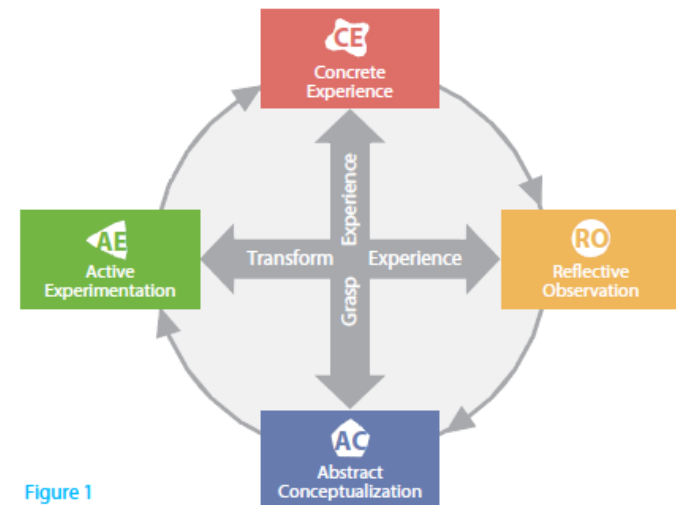 CE
Concrete
Experience
AE
Active
Experimentation
Transform Experience
Grasp Experience
RO
Reflective
Observation
AC
Abstract
Conceptualization
Figure 1